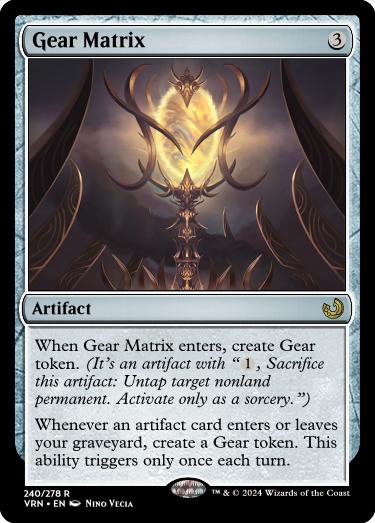 Gear Matrix 3
Artifact
When Gear Matrix enters, create Gear
token. (It's an artifact with “1, Sacrifice
this artifact: Untap target nonland
permanent. Activate only as a sorcery.”)
Whenever an artifact card enters or leaves
your graveyard, create a Gear token. This
ability triggers only once each turn.
240/278 R
VRN • EN Nino Vecia
™ & © 2024 Wizards of the Coast